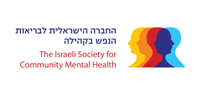 החברה הישראלית לבריאות
הנפש בקהילה
The Israeli Society for
Community Mental Health